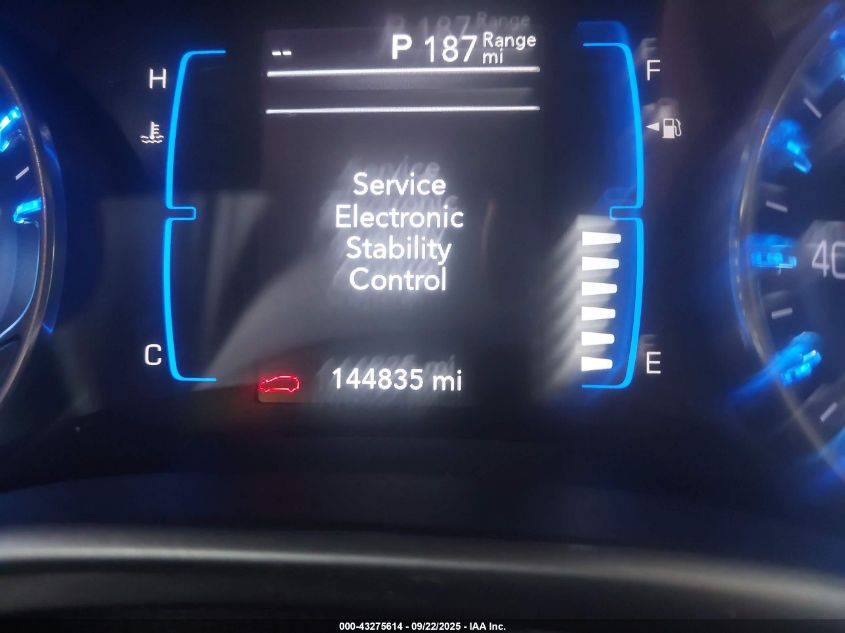 -- P 187 Range mi
H
F
Service
Electronic
Stability
Control
40
C
E
144835 mi
000-43275614 - 09/22/2025 - IAA Inc.